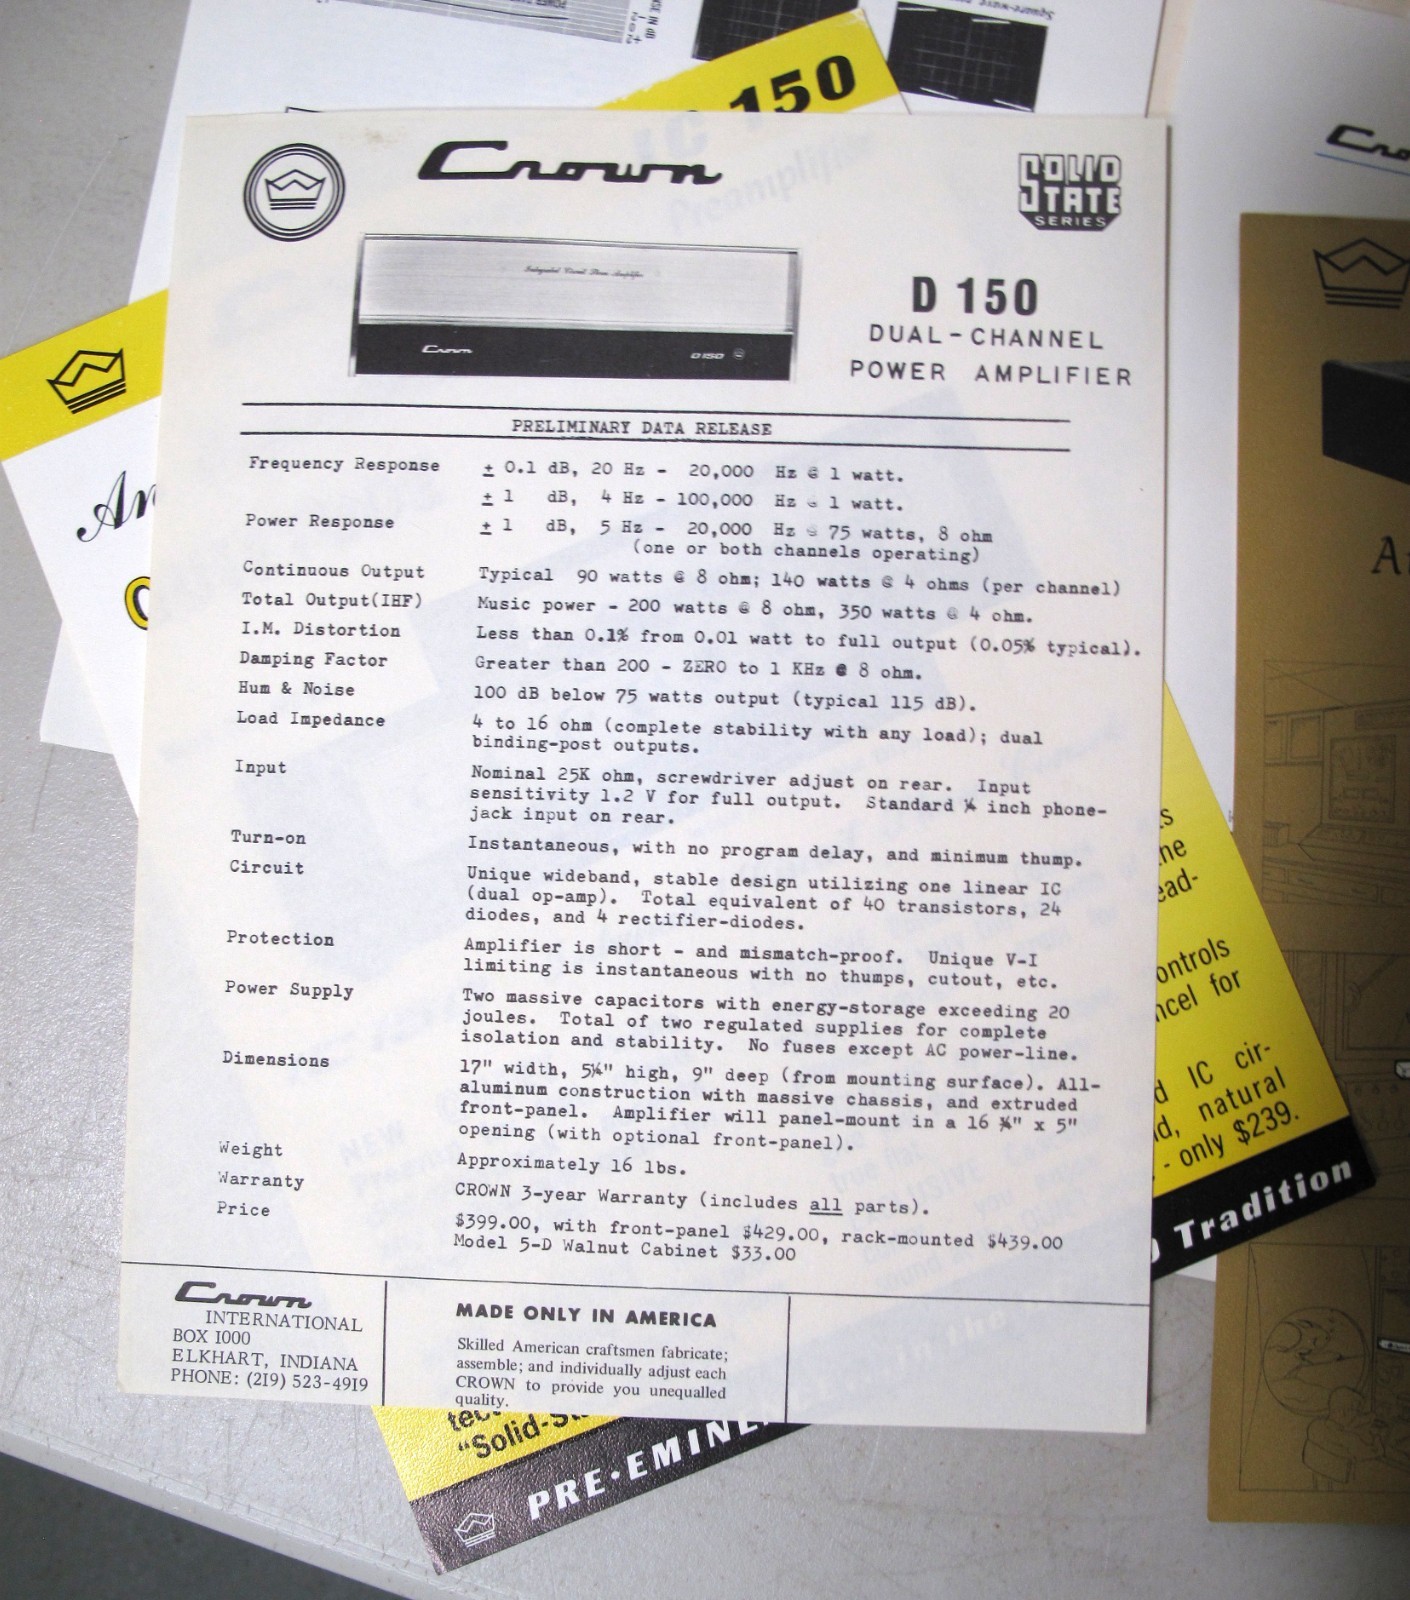 SE IN dB
Square-wave
IC 150
Crown
SOLID
STATE
SERIES
Integrated Circuit Stereo Amplifier
Crown
D150
D 150
DUAL-CHANNEL
POWER AMPLIFIER
PRELIMINARY DATA RELEASE
Frequency Response ± 0.1 dB, 20 Hz - 20,000 Hz @ 1 watt.
± 1 dB, 4 Hz - 100,000 Hz @ 1 watt.
Power Response ± 1 dB, 5 Hz - 20,000 Hz @ 75 watts, 8 ohm
(one or both channels operating)
Continuous Output Typical 90 watts @ 8 ohm; 140 watts @ 4 ohms (per channel)
Total Output(IHF) Music power - 200 watts @ 8 ohm, 350 watts @ 4 ohm.
I.M. Distortion Less than 0.1% from 0.01 watt to full output (0.05% typical).
Damping Factor Greater than 200 - ZERO to 1 KHz @ 8 ohm.
Hum & Noise 100 dB below 75 watts output (typical 115 dB).
Load Impedance 4 to 16 ohm (complete stability with any load); dual
binding-post outputs.
Input Nominal 25K ohm, screwdriver adjust on rear. Input
sensitivity 1.2 V for full output. Standard ¼ inch phone-
jack input on rear.
Turn-on Instantaneous, with no program delay, and minimum thump.
Circuit Unique wideband, stable design utilizing one linear IC
(dual op-amp). Total equivalent of 40 transistors, 24
diodes, and 4 rectifier-diodes.
Protection Amplifier is short - and mismatch-proof. Unique V-I
limiting is instantaneous with no thumps, cutout, etc.
Power Supply Two massive capacitors with energy-storage exceeding 20
joules. Total of two regulated supplies for complete
isolation and stability. No fuses except AC power-line.
Dimensions 17" width, 5¼" high, 9" deep (from mounting surface). All-
aluminum construction with massive chassis, and extruded
front-panel. Amplifier will panel-mount in a 16 ¾" x 5"
opening (with optional front-panel).
Weight Approximately 16 lbs.
Warranty CROWN 3-year Warranty (includes all parts).
Price $399.00, with front-panel $429.00, rack-mounted $439.00
Model 5-D Walnut Cabinet $33.00
Crown
INTERNATIONAL
BOX 1000
ELKHART, INDIANA
PHONE: (219) 523-4919
MADE ONLY IN AMERICA
Skilled American craftsmen fabricate;
assemble; and individually adjust each
CROWN to provide you unequalled
quality.
ontrols
ncel for
IC cir-
natural
- only $239.
Tradition
"Solid-
PRE·EMINE